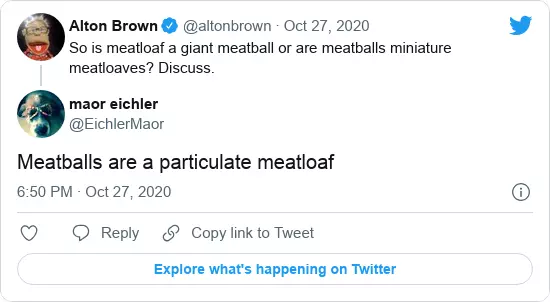 Alton Brown @altonbrown · Oct 27, 2020
So is meatloaf a giant meatball or are meatballs miniature
meatloaves? Discuss.
maor eichler
@EichlerMaor
Meatballs are a particulate meatloaf
6:50 PM · Oct 27, 2020
Reply
Copy link to Tweet
Explore what's happening on Twitter